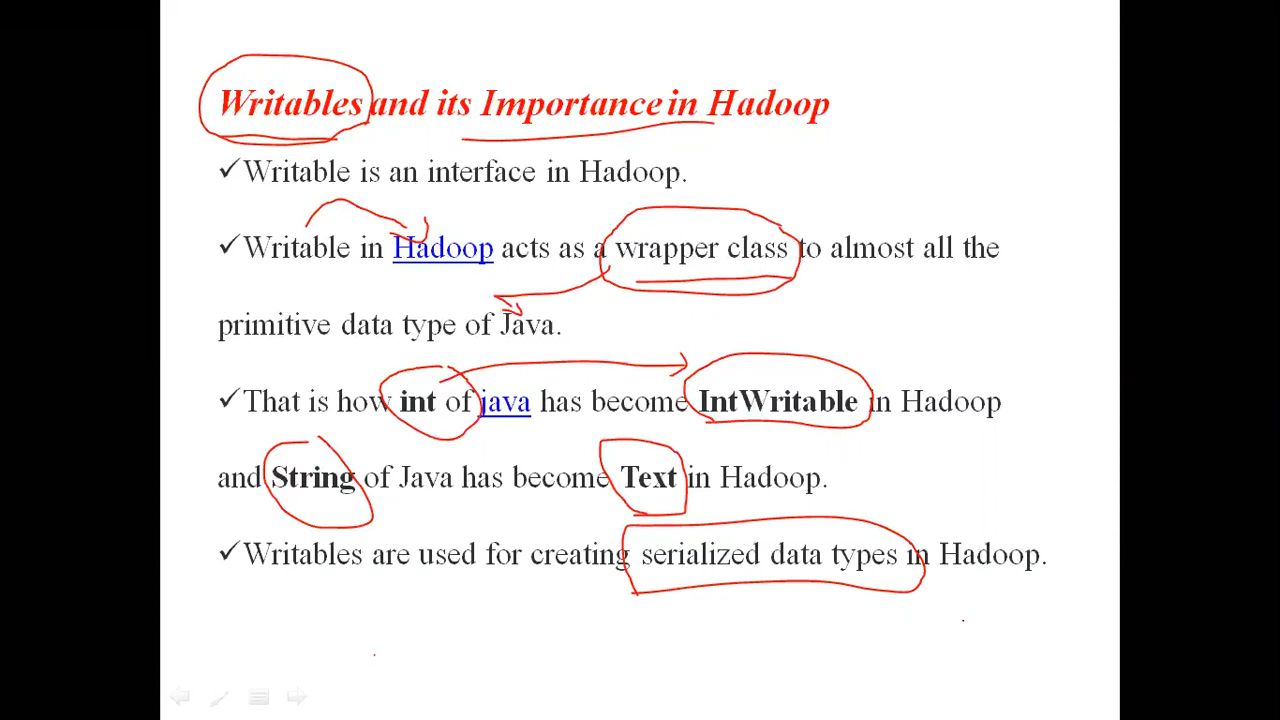 Writables and its Importance in Hadoop
✓Writable is an interface in Hadoop.
✓Writable in Hadoop acts as a wrapper class to almost all the
primitive data type of Java.
✓That is how int of java has become IntWritable in Hadoop
and String of Java has become Text in Hadoop.
✓Writables are used for creating serialized data types in Hadoop.